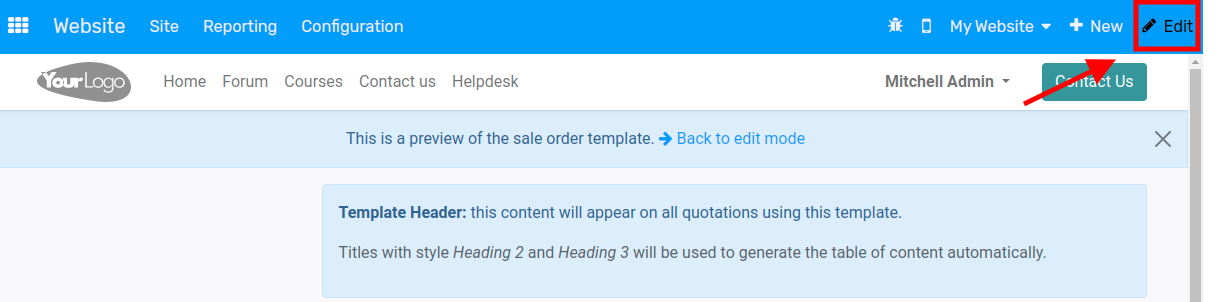 Website Site Reporting Configuration My Website New Edit
YourLogo Home Forum Courses Contact us Helpdesk Mitchell Admin Contact Us
This is a preview of the sale order template. Back to edit mode
Template Header: this content will appear on all quotations using this template.
Titles with style Heading 2 and Heading 3 will be used to generate the table of content automatically.